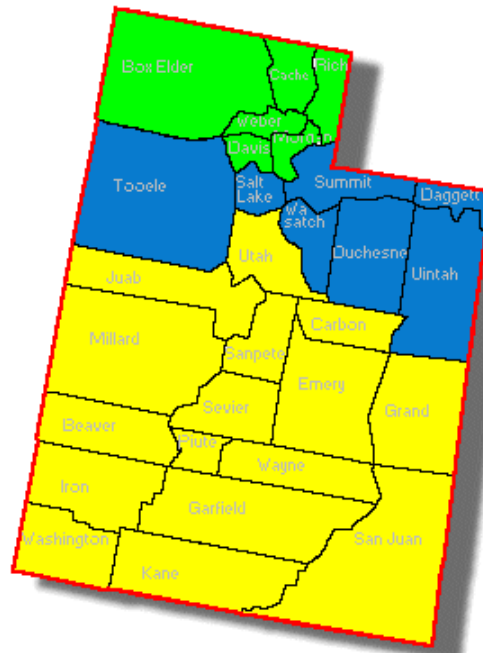 Box Elder
Cache
Rich
Weber
Davis
Morgan
Tooele
Salt
Lake
Summit
Daggett
Wa
satch
Duchesne
Uintah
Utah
Juab
Carbon
Millard
Sanpete
Emery
Grand
Sevier
Beaver
Piute
Wayne
Iron
Garfield
Washington
San Juan
Kane